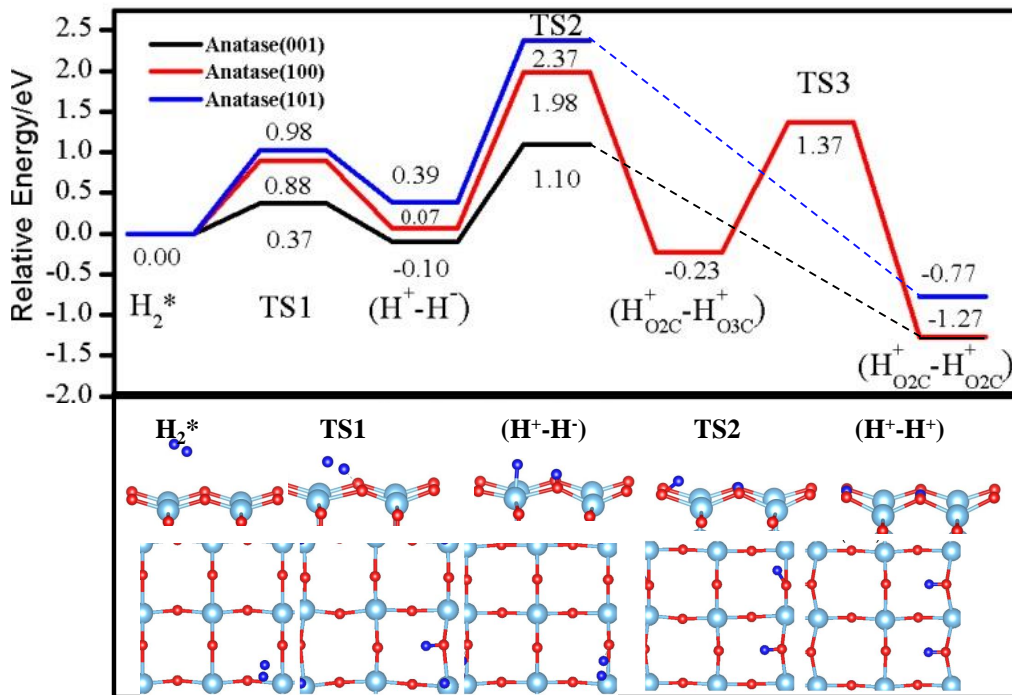 Relative Energy/eV
2.5
2.0
1.5
1.0
0.5
0.0
-0.5
-1.0
-1.5
-2.0
Anatase(001)
Anatase(100)
Anatase(101)
0.00
H₂*
0.98
0.88
0.37
TS1
0.39
0.07
-0.10
(H⁺-H⁻)
TS2
2.37
1.98
1.10
-0.23
(H⁺O2C-H⁺O3C)
TS3
1.37
-0.77
-1.27
(H⁺O2C-H⁺O2C)
H₂* TS1 (H⁺-H⁻) TS2 (H⁺-H⁺)